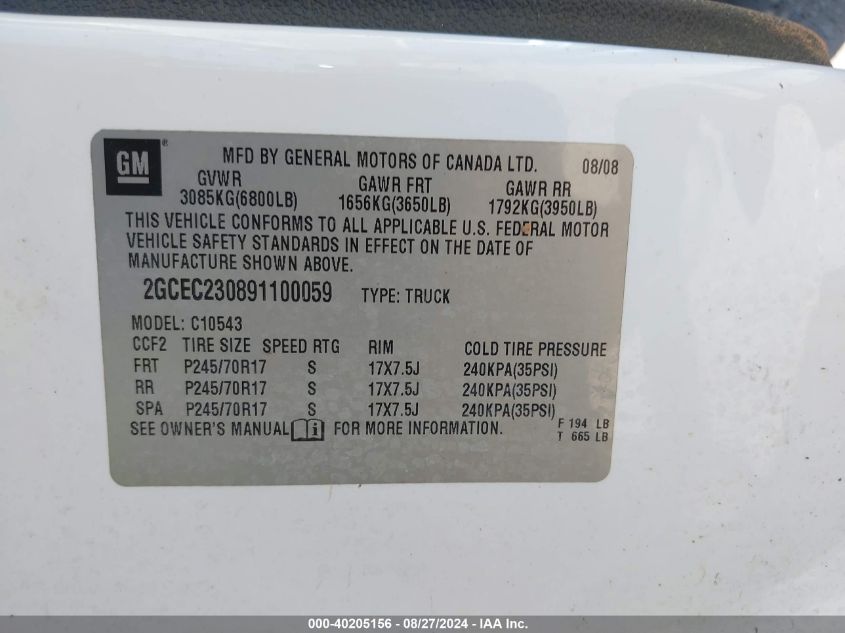 GM ® MFD BY GENERAL MOTORS OF CANADA LTD. 08/08
GVWR GAWR FRT GAWR RR
3085KG(6800LB) 1656KG(3650LB) 1792KG(3950LB)
THIS VEHICLE CONFORMS TO ALL APPLICABLE U.S. FEDERAL MOTOR
VEHICLE SAFETY STANDARDS IN EFFECT ON THE DATE OF
MANUFACTURE SHOWN ABOVE.
2GCEC230891100059 TYPE: TRUCK
MODEL: C10543
CCF2 TIRE SIZE SPEED RTG RIM COLD TIRE PRESSURE
FRT P245/70R17 S 17X7.5J 240KPA(35PSI)
RR P245/70R17 S 17X7.5J 240KPA(35PSI)
SPA P245/70R17 S 17X7.5J 240KPA(35PSI)
SEE OWNER'S MANUAL i FOR MORE INFORMATION.
F 194 LB
T 665 LB
000-40205156 - 08/27/2024 - IAA Inc.